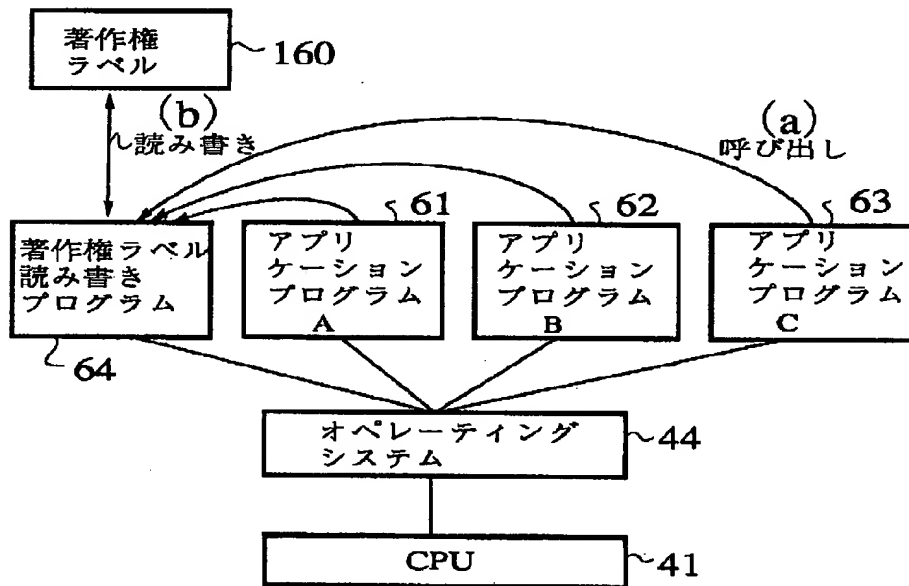 著作権
ラベル
160
(b)
読み書き
(a)
呼び出し
61
62
63
著作権ラベル
読み書き
プログラム
アプリ
ケーション
プログラム
A
アプリ
ケーション
プログラム
B
アプリ
ケーション
プログラム
C
64
オペレーティング
システム
44
CPU
41